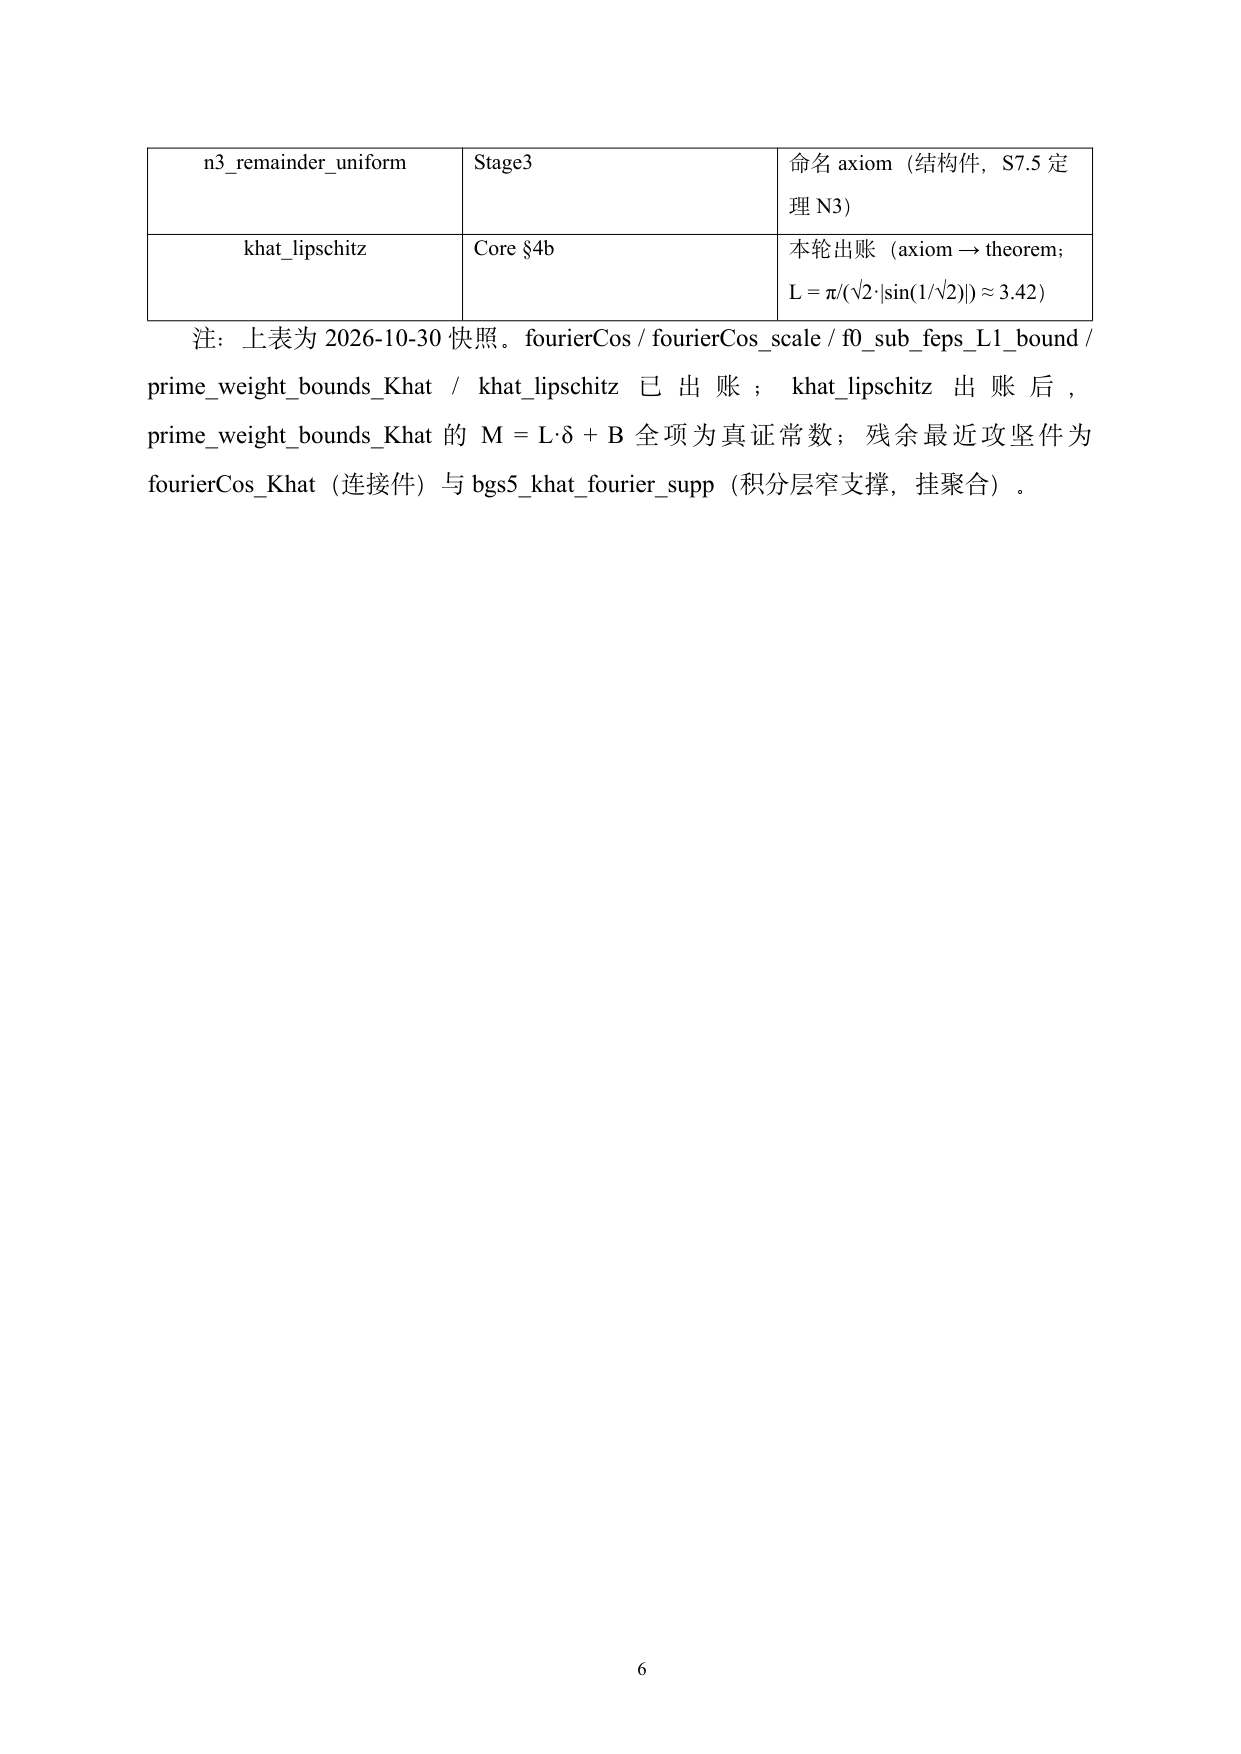 n3_remainder_uniform
Stage3
命名 axiom（结构件，S7.5 定
理 N3）
khat_lipschitz
Core §4b
本轮出账（axiom → theorem；
L = π/(√2·|sin(1/√2)|) ≈ 3.42）
注：上表为 2026-10-30 快照。fourierCos / fourierCos_scale / f0_sub_feps_L1_bound /
prime_weight_bounds_Khat / khat_lipschitz 已出账；khat_lipschitz 出账后，
prime_weight_bounds_Khat 的 M = L·δ + B 全项为真证常数；残余最近攻坚件为
fourierCos_Khat（连接件）与 bgs5_khat_fourier_supp（积分层窄支撑，挂聚合）。
6